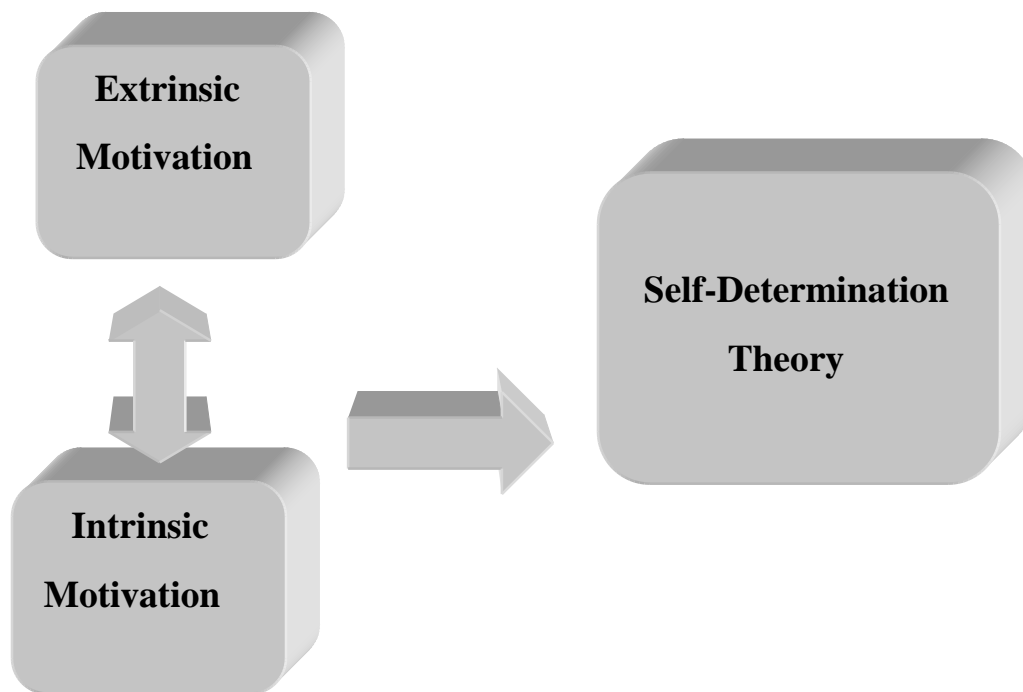 Extrinsic
Motivation
Self-Determination
Theory
Intrinsic
Motivation